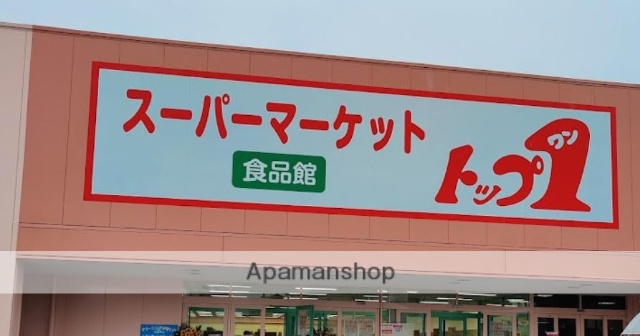 スーパーマーケット
食品館
トップ1
ワン
Apamanshop